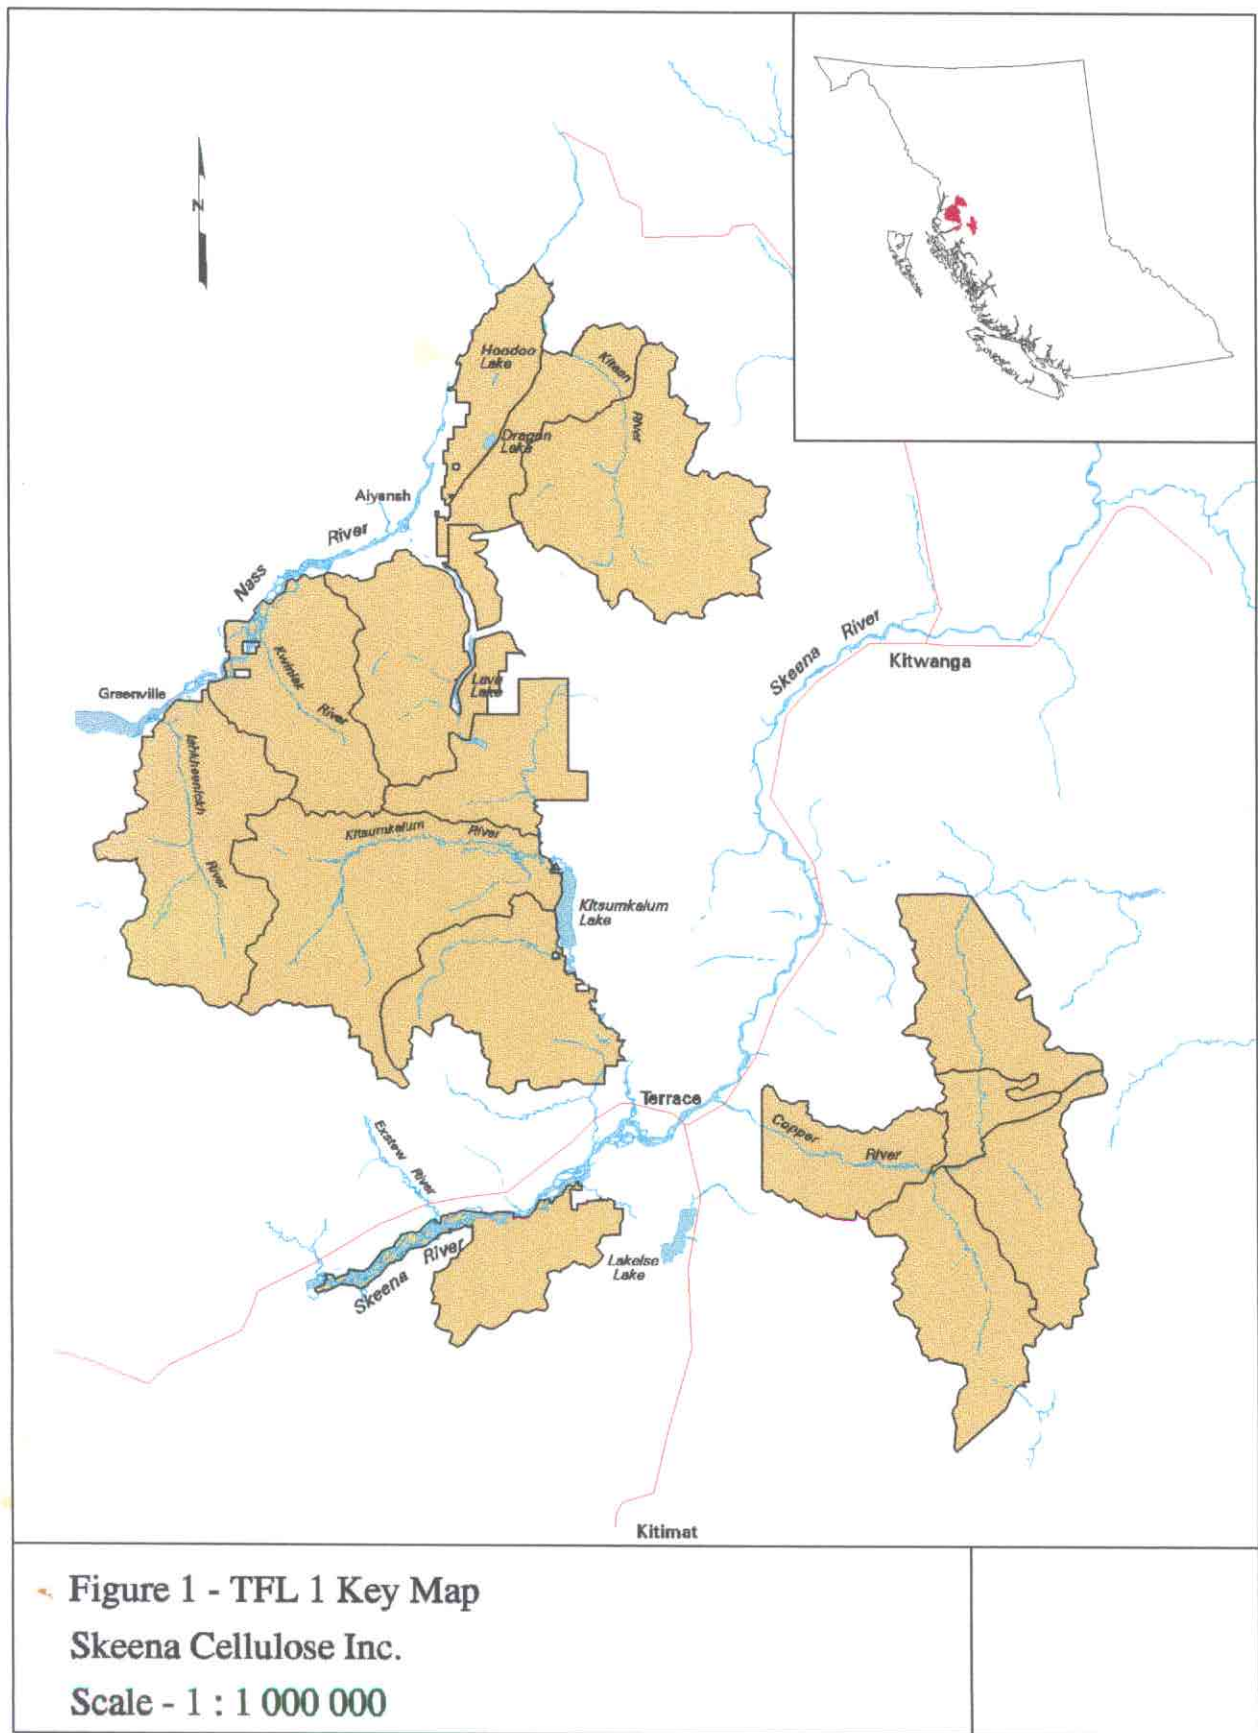 N
Hoodoo
Lake
Kiteen
River
Dragon
Lake
Aiyansh
River
Nass
Skeena
River
Kitwanga
Kwiniak
River
Lava
Lake
Greenville
River
Kitsumkalum
River
Kitsumkalum
Lake
Terrace
Copper
River
Exstew
River
Skeena
River
Lakelse
Lake
Kitimat
Figure 1 - TFL 1 Key Map
Skeena Cellulose Inc.
Scale - 1 : 1 000 000